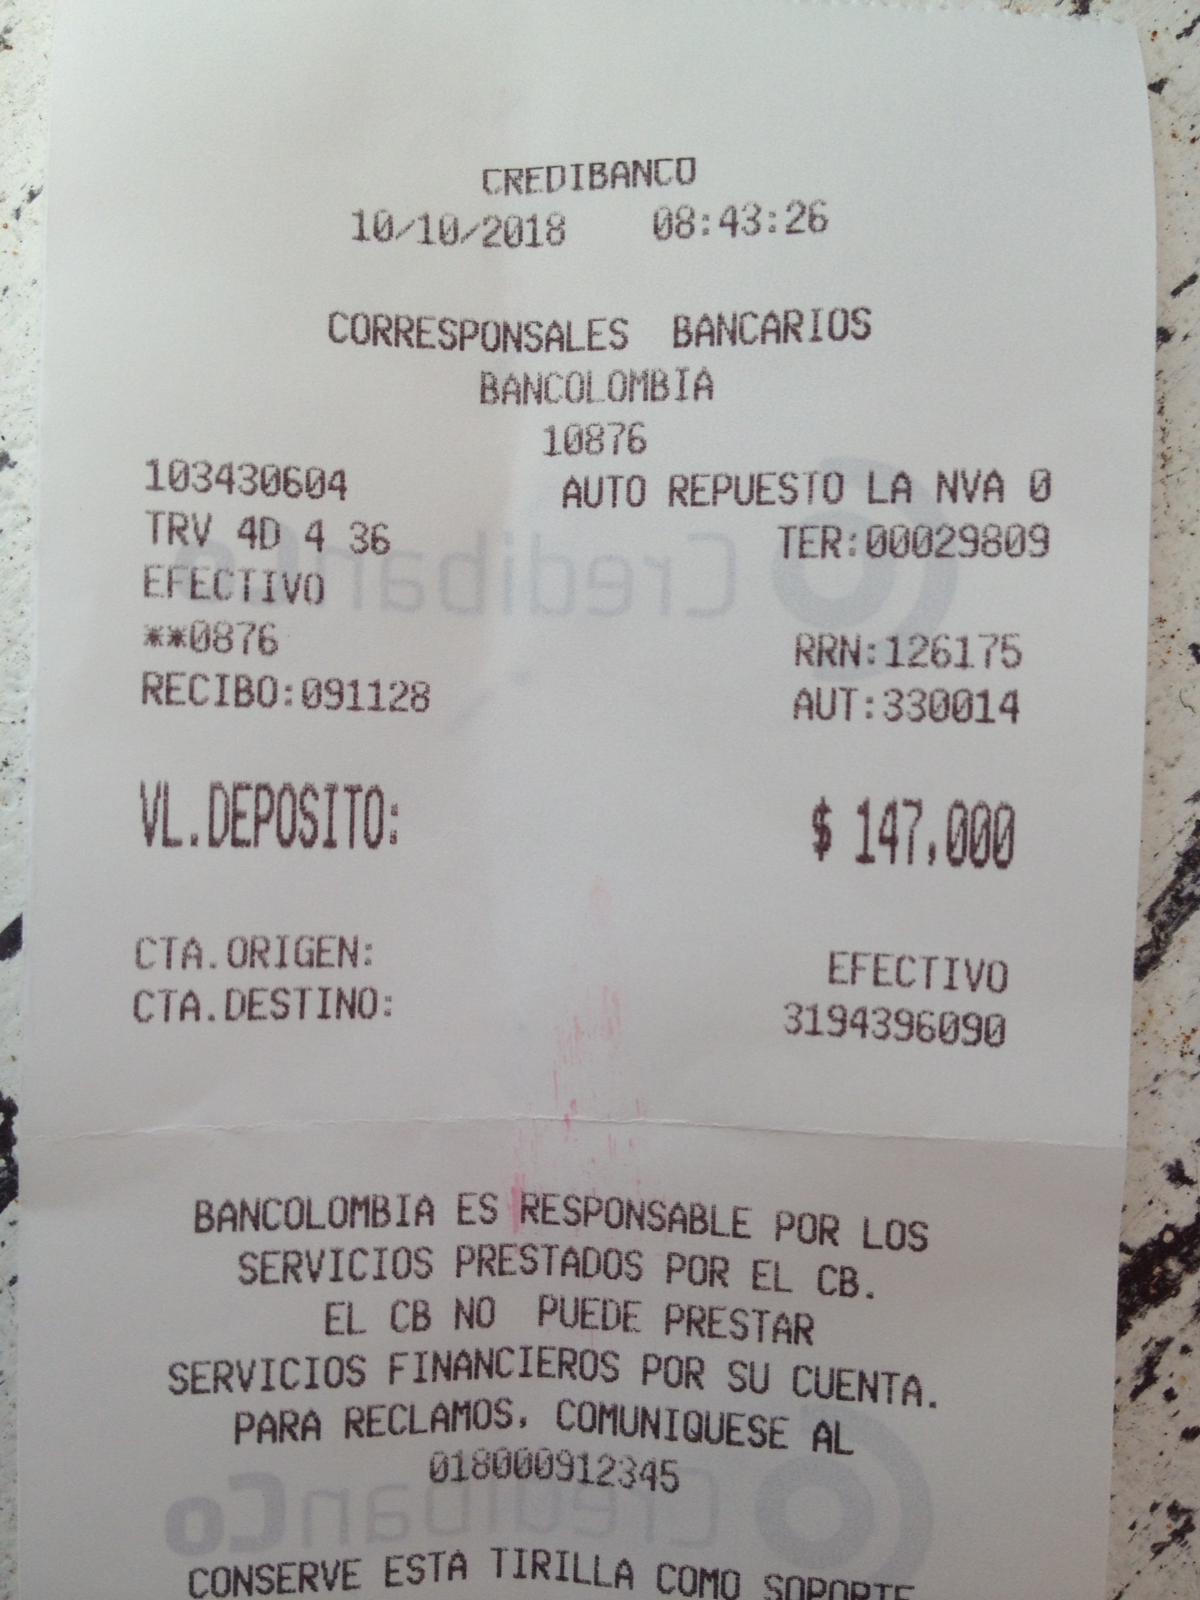 CREDIBANCO
10/10/2018 08:43:26
CORRESPONSALES BANCARIOS
BANCOLOMBIA
10876
103430604 AUTO REPUESTO LA NVA 0
TRV 4D 4 36 TER:00029809
EFECTIVO
**0876 RRN:126175
RECIBO:091128 AUT:330014
VL.DEPOSITO: $ 147,000
CTA.ORIGEN: EFECTIVO
CTA.DESTINO: 3194396090
BANCOLOMBIA ES RESPONSABLE POR LOS
SERVICIOS PRESTADOS POR EL CB.
EL CB NO PUEDE PRESTAR
SERVICIOS FINANCIEROS POR SU CUENTA.
PARA RECLAMOS, COMUNIQUESE AL
018000912345
CredibanCo
CONSERVE ESTA TIRILLA COMO SOPORTE